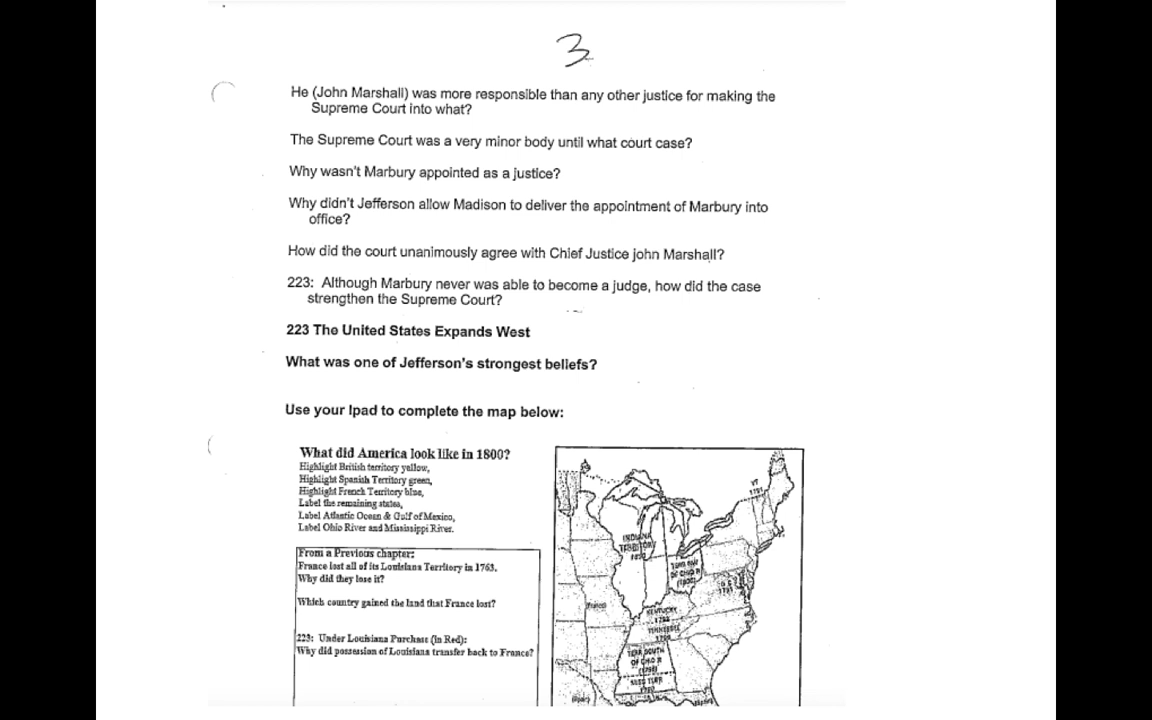 3
He (John Marshall) was more responsible than any other justice for making the
Supreme Court into what?
The Supreme Court was a very minor body until what court case?
Why wasn't Marbury appointed as a justice?
Why didn't Jefferson allow Madison to deliver the appointment of Marbury into
office?
How did the court unanimously agree with Chief Justice john Marshall?
223: Although Marbury never was able to become a judge, how did the case
strengthen the Supreme Court?
223 The United States Expands West
What was one of Jefferson's strongest beliefs?
Use your Ipad to complete the map below:
What did America look like in 1800?
Highlight British territory yellow,
Highlight Spanish Territory green,
Highlight French Territory blue,
Label the remaining states,
Label Atlantic Ocean & Gulf of Mexico,
Label Ohio River and Mississippi River.
From a Previous chapter:
France lost all of its Louisiana Territory in 1763.
Why did they lose it?
Which country gained the land that France lost?
223: Under Louisiana Purchase (in Red):
Why did possession of Louisiana transfer back to France?
VT
1791
INDIANA
TERRITORY
KENTUCKY
1792
TENNESSEE
TERR SOUTH
OF OHIO R